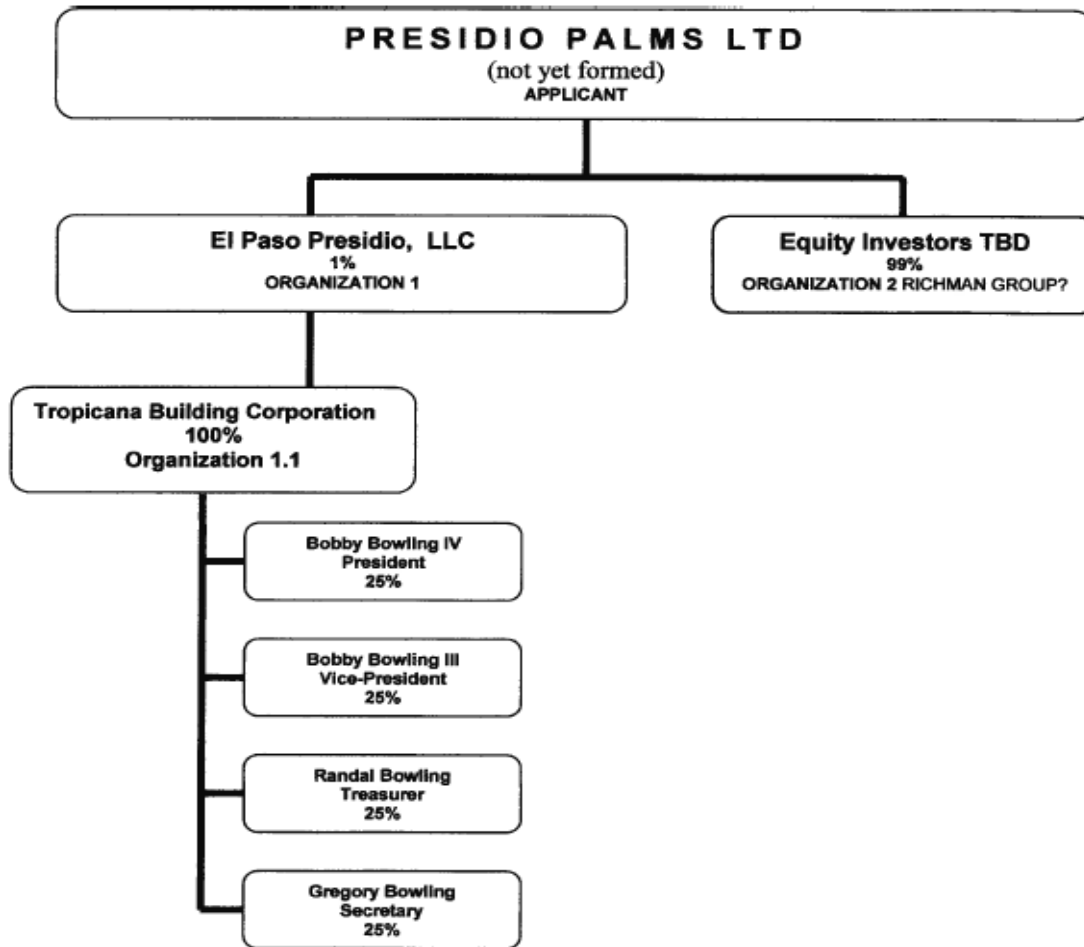 PRESIDIO PALMS LTD
(not yet formed)
APPLICANT
El Paso Presidio, LLC
1%
ORGANIZATION 1
Equity Investors TBD
99%
ORGANIZATION 2 RICHMAN GROUP?
Tropicana Building Corporation
100%
Organization 1.1
Bobby Bowling IV
President
25%
Bobby Bowling III
Vice-President
25%
Randal Bowling
Treasurer
25%
Gregory Bowling
Secretary
25%